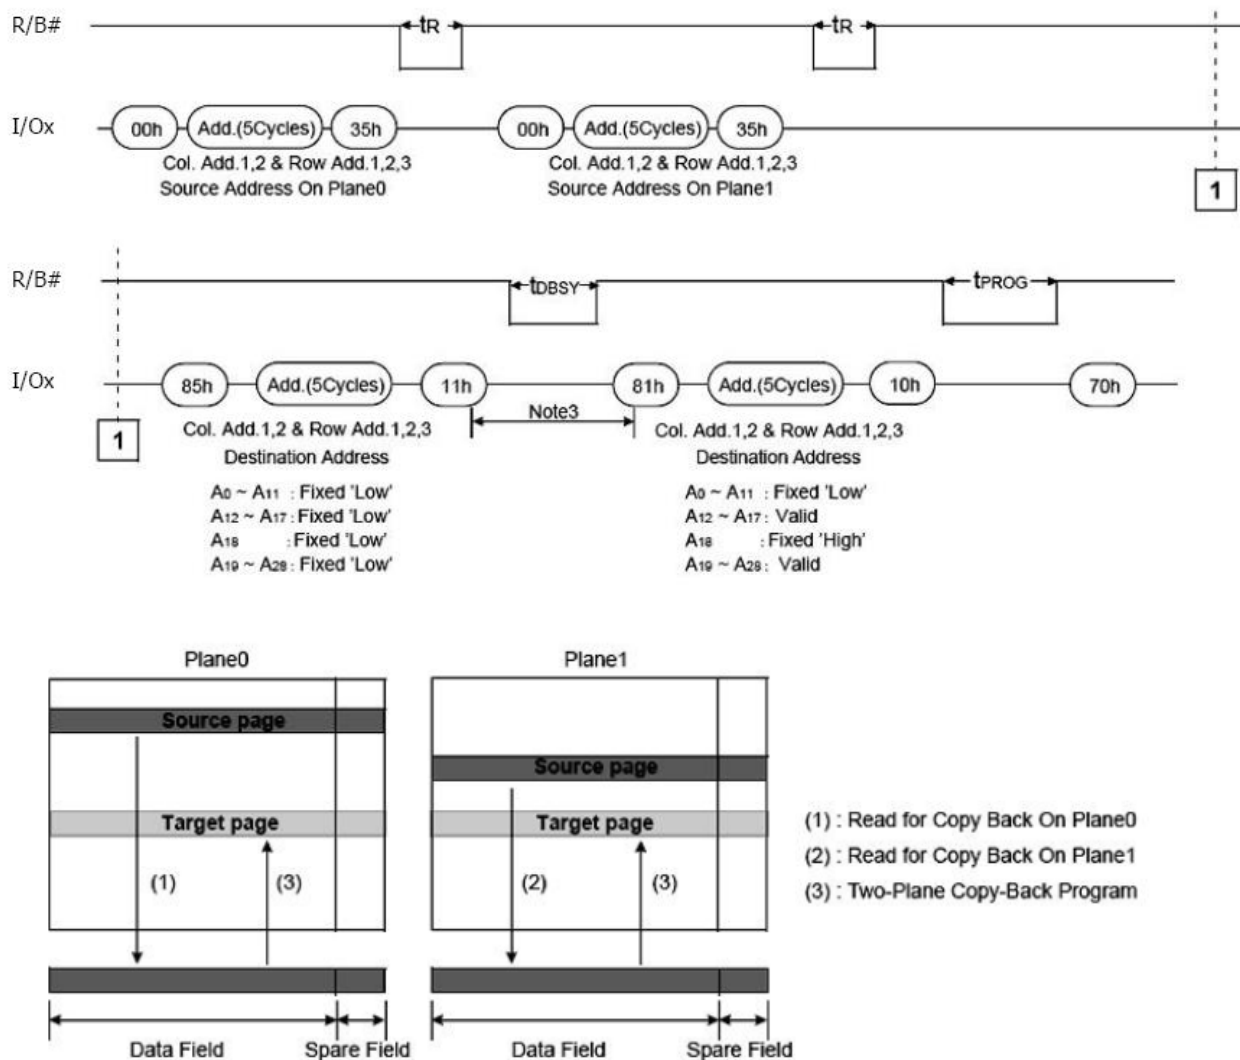 R/B# tR tR
I/Ox 00h Add.(5Cycles) 35h 00h Add.(5Cycles) 35h
Col. Add.1,2 & Row Add.1,2,3 Col. Add.1,2 & Row Add.1,2,3
Source Address On Plane0 Source Address On Plane1
1
R/B# tDBSY tPROG
I/Ox 85h Add.(5Cycles) 11h 81h Add.(5Cycles) 10h 70h
Note3
1
Col. Add.1,2 & Row Add.1,2,3 Col. Add.1,2 & Row Add.1,2,3
Destination Address Destination Address
A0 ~ A11 : Fixed 'Low' A0 ~ A11 : Fixed 'Low'
A12 ~ A17 : Fixed 'Low' A12 ~ A17 : Valid
A18 : Fixed 'Low' A18 : Fixed 'High'
A19 ~ A28 : Fixed 'Low' A19 ~ A28 : Valid
Plane0 Plane1
Source page
Source page
Target page Target page
(1) : Read for Copy Back On Plane0
(2) : Read for Copy Back On Plane1
(1) (3) (2) (3)
(3) : Two-Plane Copy-Back Program
Data Field Spare Field Data Field Spare Field